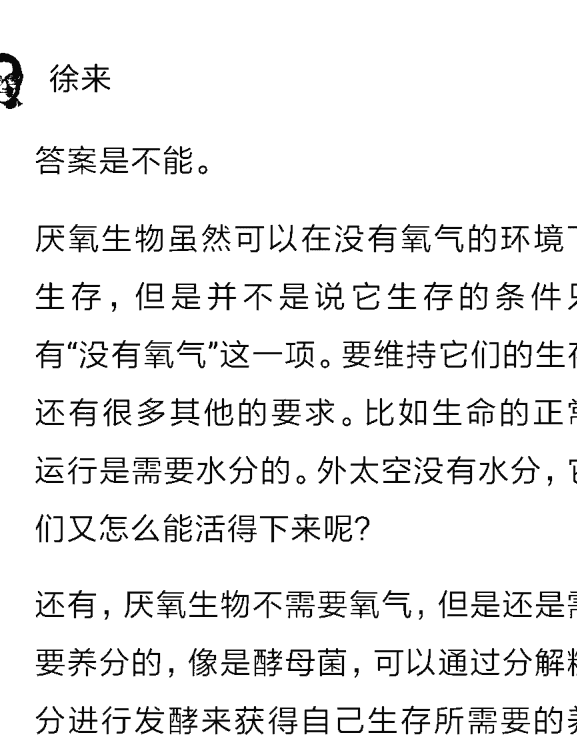 徐来
答案是不能。
厌氧生物虽然可以在没有氧气的环境
生存，但是并不是说它生存的条件
有“没有氧气”这一项。要维持它们的生
还有很多其他的要求。比如生命的正
运行是需要水分的。外太空没有水分，
们又怎么能活得下来呢？
还有，厌氧生物不需要氧气，但是还是
要养分的，像是酵母菌，可以通过分解
分进行发酵来获得自己生存所需要的